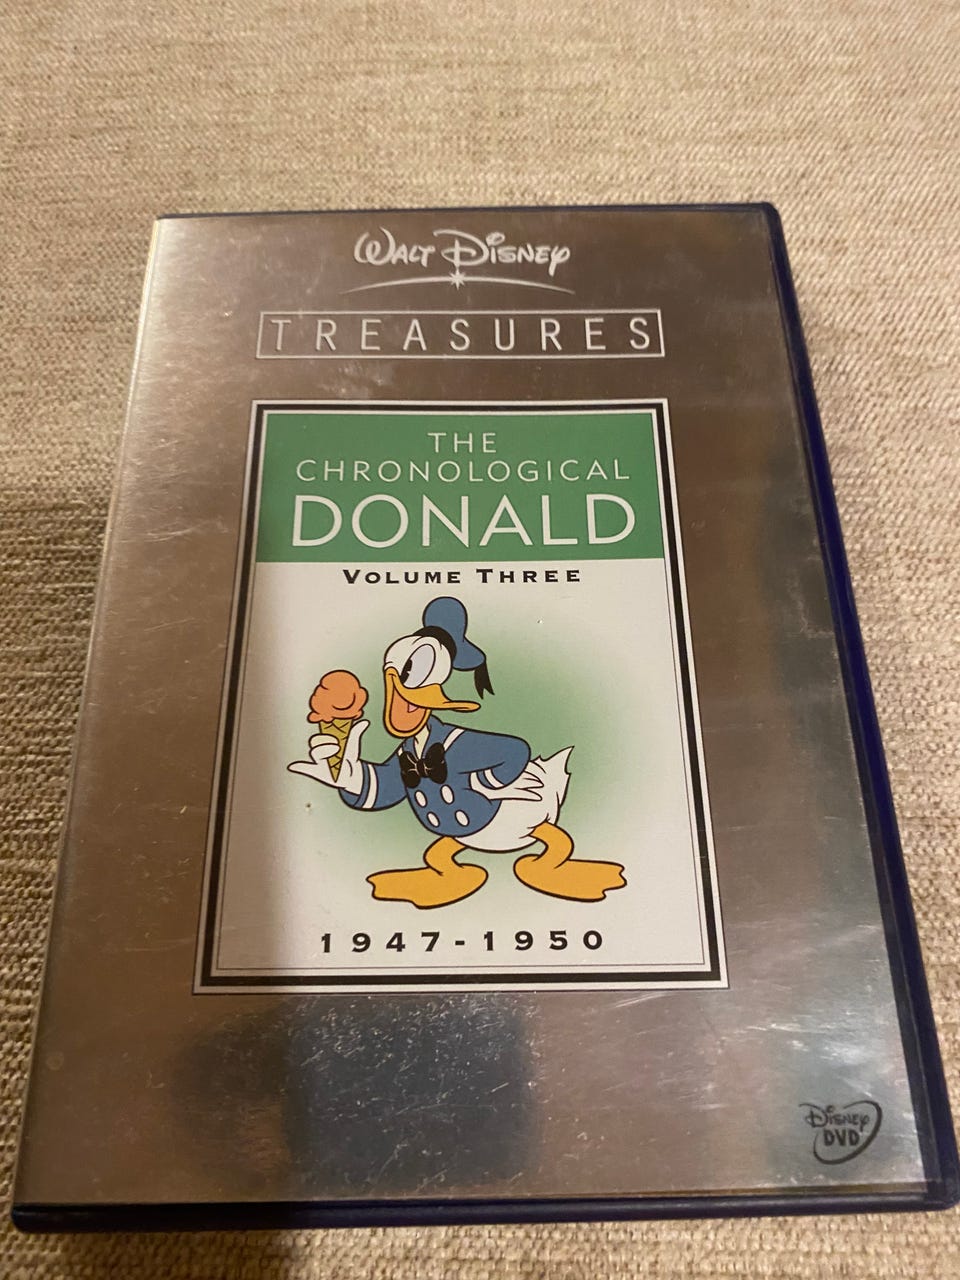 Walt Disney
TREASURES
THE
CHRONOLOGICAL
DONALD
VOLUME THREE
1947-1950
Disney
DVD